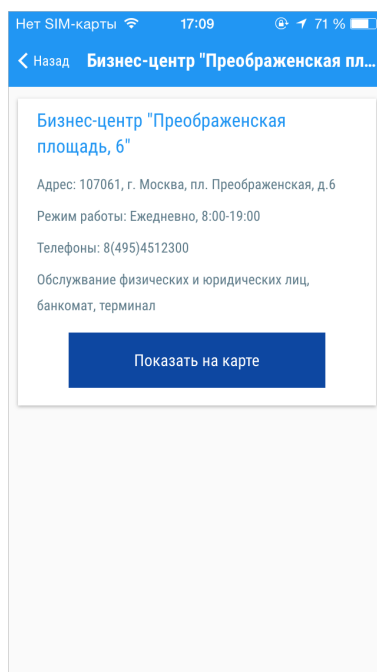 Нет SIM-карты 17:09 71 %
Назад Бизнес-центр "Преображенская пл...
Бизнес-центр "Преображенская
площадь, 6"
Адрес: 107061, г. Москва, пл. Преображенская, д.6
Режим работы: Ежедневно, 8:00-19:00
Телефоны: 8(495)4512300
Обслужвание физических и юридических лиц,
банкомат, терминал
Показать на карте